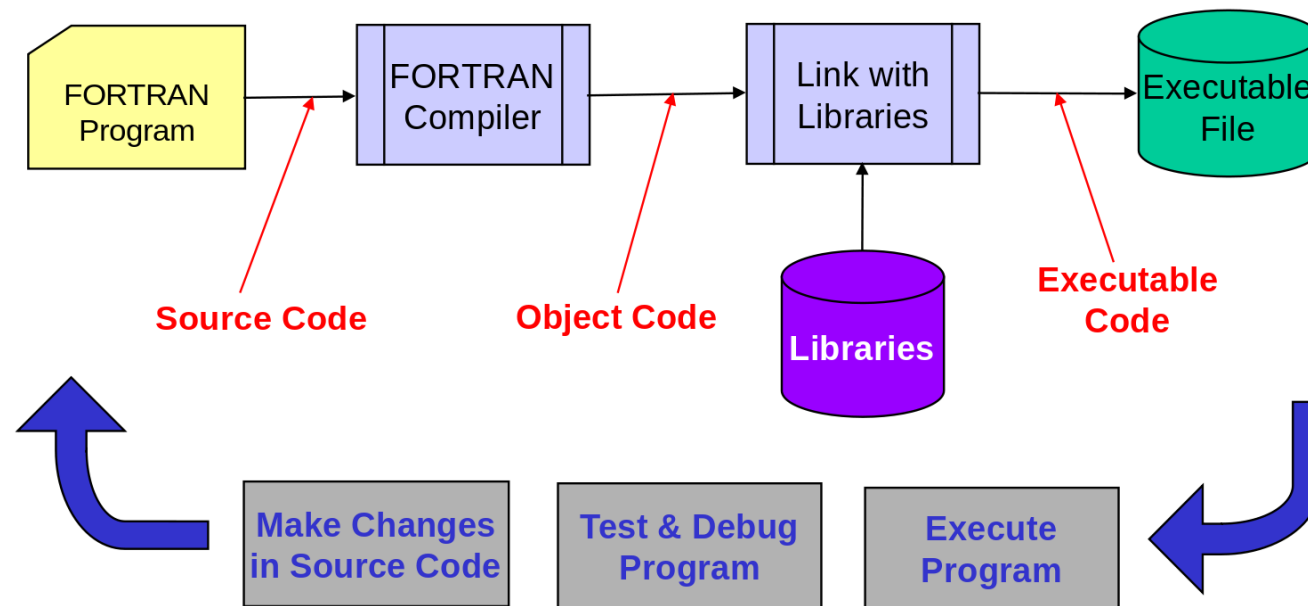 FORTRAN
Program
FORTRAN
Compiler
Link with
Libraries
Executable
File
Source Code
Object Code
Libraries
Executable
Code
Make Changes
in Source Code
Test & Debug
Program
Execute
Program